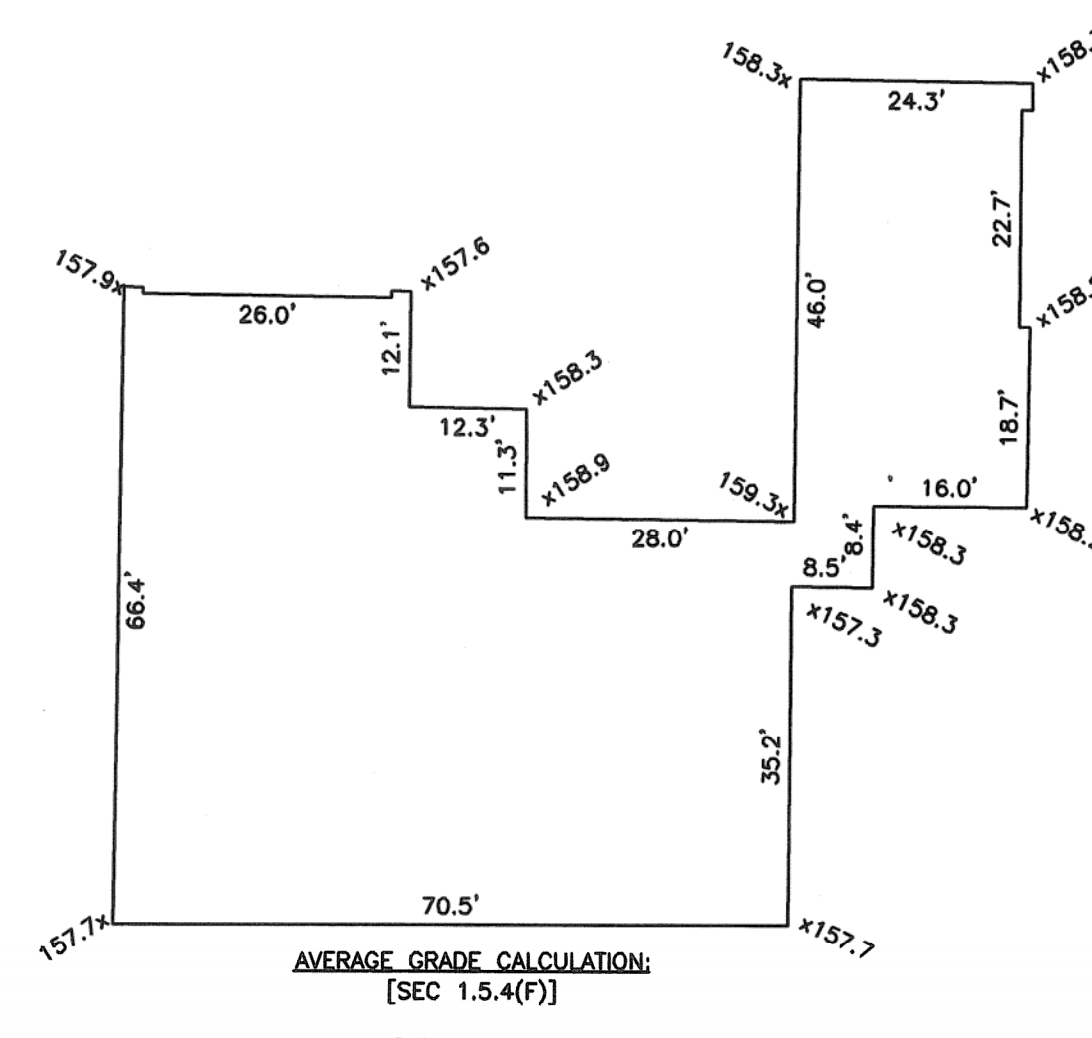 158.3x
x158.
24.3'
22.7'
157.9x
x157.6
26.0'
46.0'
x158.
12.1'
x158.3
12.3'
18.7'
11.3'
x158.9
159.3x
16.0'
28.0'
8.4'
x158.3
x158.
8.5'
66.4'
x157.3
x158.3
35.2'
70.5'
157.7x
x157.7
AVERAGE GRADE CALCULATION:
[SEC 1.5.4(F)]